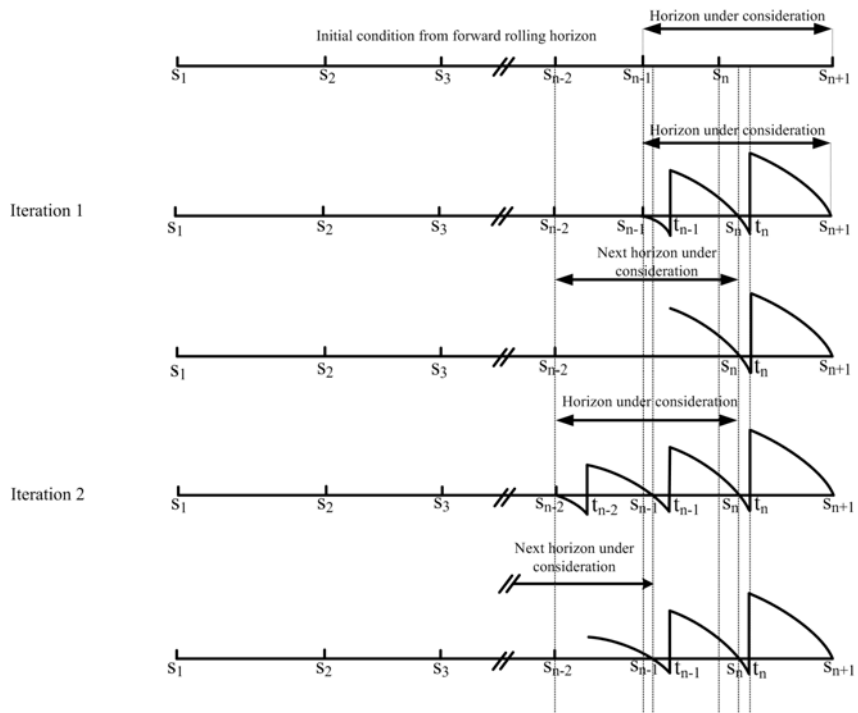 Horizon under consideration
Initial condition from forward rolling horizon
S1 S2 S3 Sn-2 Sn-1 Sn Sn+1
Horizon under consideration
Iteration 1
S1 S2 S3 Sn-2 Sn-1 tn-1 Sn tn Sn+1
Next horizon under
consideration
S1 S2 S3 Sn-2 Sn tn Sn+1
Horizon under consideration
Iteration 2
S1 S2 S3 Sn-2 tn-2 Sn-1 tn-1 Sn tn Sn+1
Next horizon under
consideration
S1 S2 S3 Sn-2 Sn-1 tn-1 Sn tn Sn+1